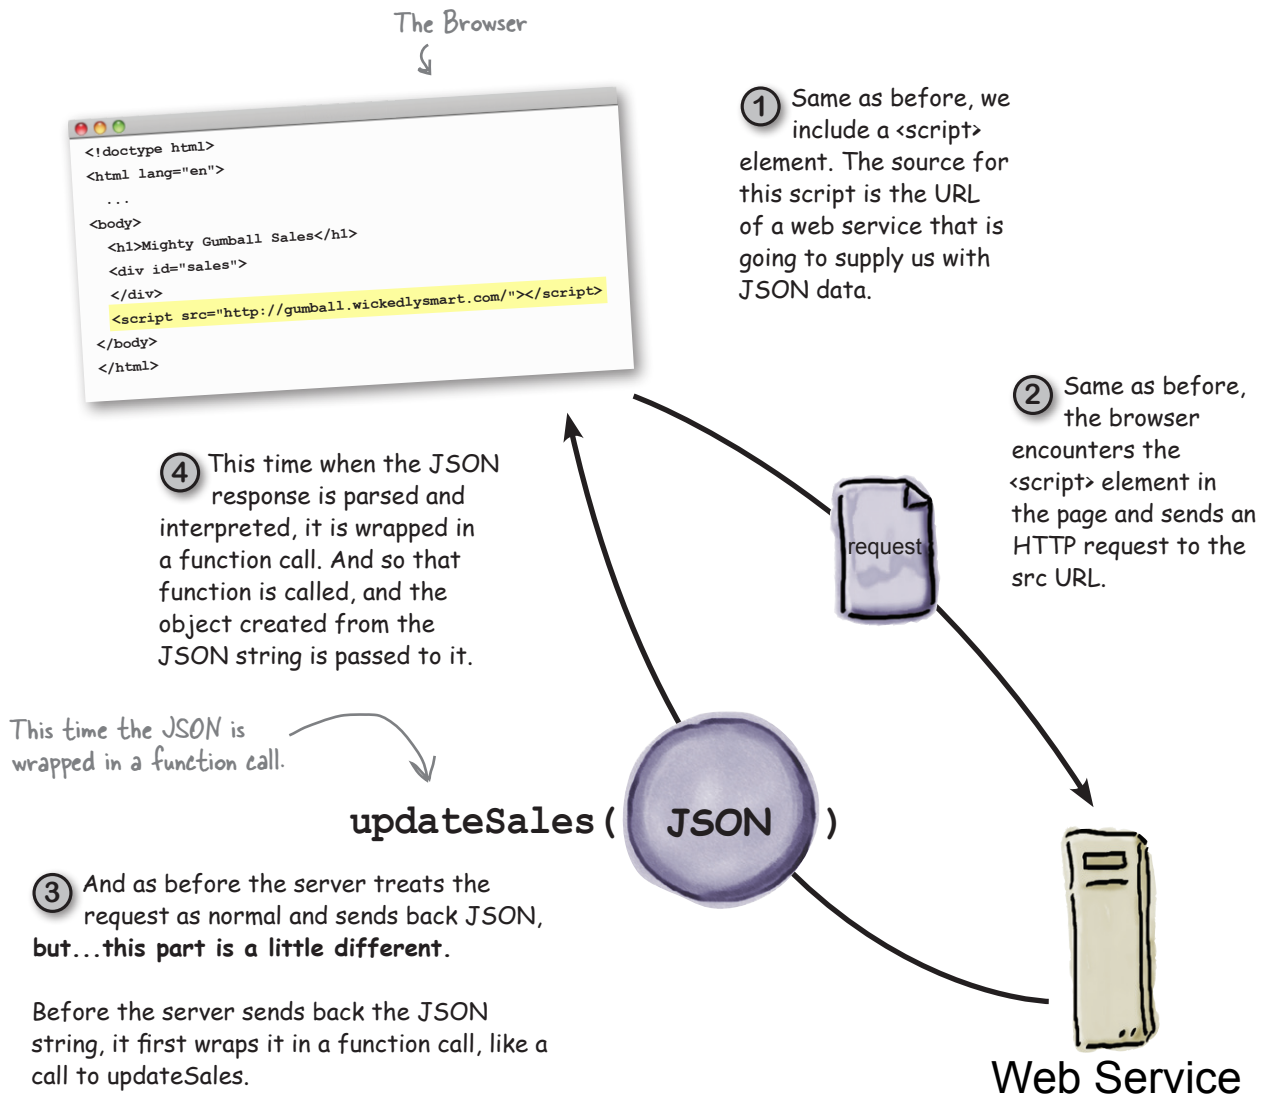 The Browser
<!doctype html>
<html lang="en">
...
<body>
<h1>Mighty Gumball Sales</h1>
<div id="sales">
</div>
<script src="http://gumball.wickedlysmart.com/"></script>
</body>
</html>
1 Same as before, we
include a <script>
element. The source for
this script is the URL
of a web service that is
going to supply us with
JSON data.
2 Same as before,
the browser
encounters the
<script> element in
the page and sends an
HTTP request to the
src URL.
request
4 This time when the JSON
response is parsed and
interpreted, it is wrapped in
a function call. And so that
function is called, and the
object created from the
JSON string is passed to it.
This time the JSON is
wrapped in a function call.
updateSales( JSON )
3 And as before the server treats the
request as normal and sends back JSON,
but...this part is a little different.
Before the server sends back the JSON
string, it first wraps it in a function call, like a
call to updateSales.
Web Service